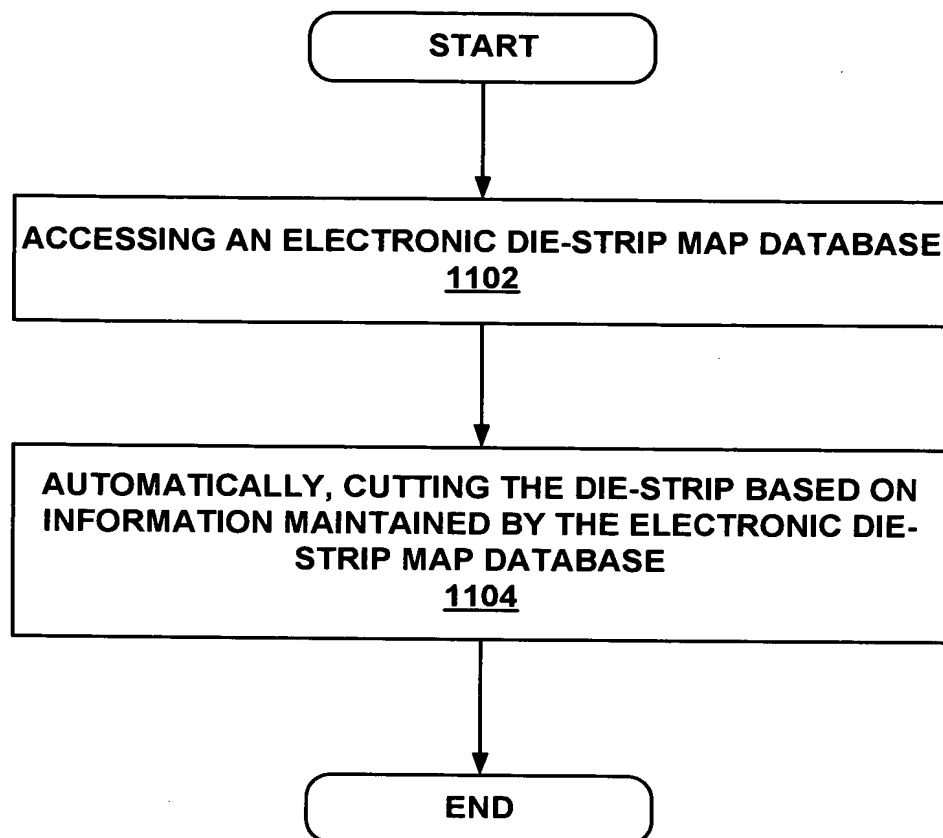 START
ACCESSING AN ELECTRONIC DIE-STRIP MAP DATABASE
1102
AUTOMATICALLY, CUTTING THE DIE-STRIP BASED ON
INFORMATION MAINTAINED BY THE ELECTRONIC DIE-
STRIP MAP DATABASE
1104
END